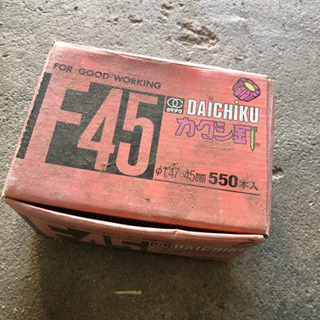 FOR GOOD WORKING
F45
DAICHIKU
カクシ釘
φ1.47 45mm 550本入
F45
DAICHIKU